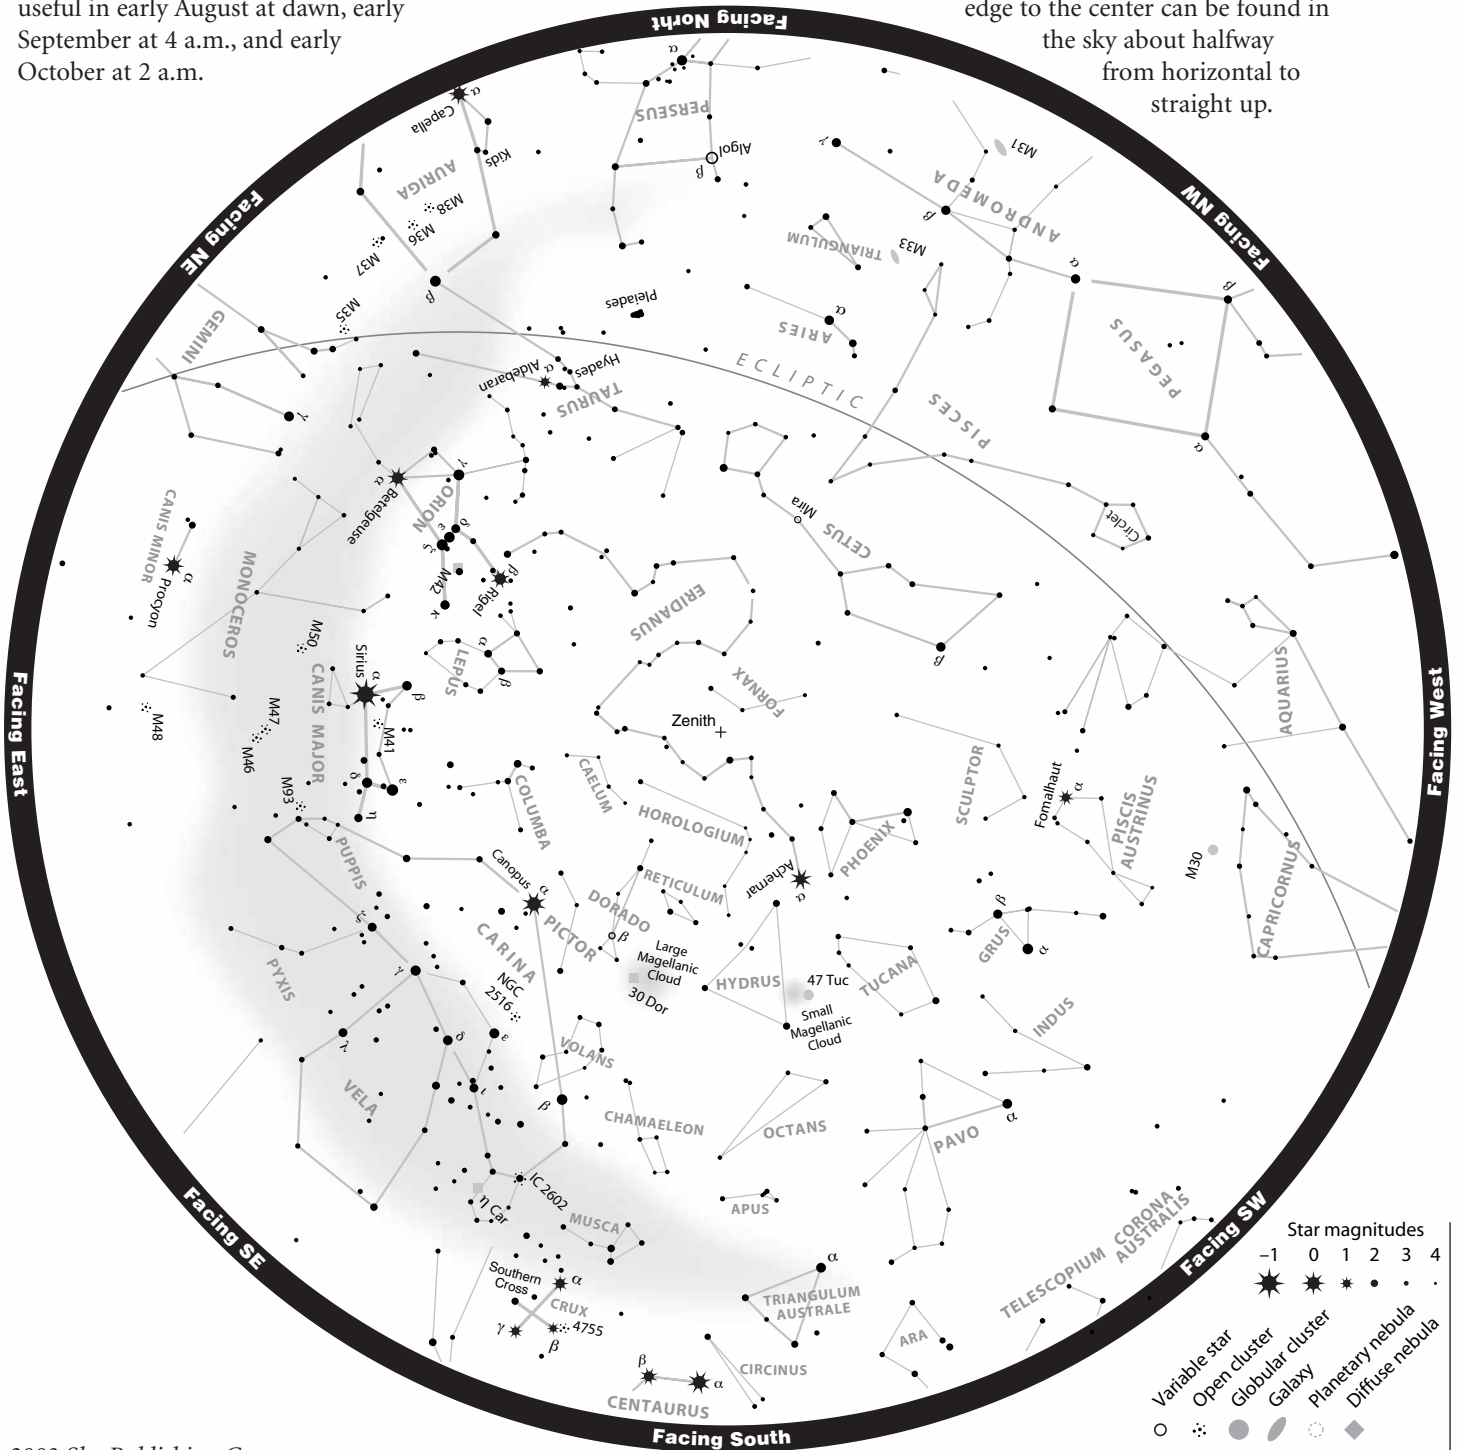 useful in early August at dawn, early
September at 4 a.m., and early
October at 2 a.m.
edge to the center can be found in
the sky about halfway
from horizontal to
straight up.
Facing Norht
Facing NE
Facing NW
Facing East
Facing West
Facing SE
Facing SW
Facing South
α
Capella
α
Kids
AURIGA
M38
M36
M37
β
M35
GEMINI
γ
PERSEUS
Algol
β
γ
M31
ANDROMEDA
β
α
β
TRIANGULUM
M33
Pleiades
ARIES
α
ECLIPTIC
PISCES
PEGASUS
α
Aldebaran
α
Hyades
TAURUS
Circlet
Mira
CETUS
β
α
Betelgeuse
γ
ORION
δ
ε
ζ
M42
β
Rigel
κ
CANIS MINOR
α
Procyon
MONOCEROS
M50
M48
M47
M46
M93
Sirius
α
β
CANIS MAJOR
M41
δ
ε
η
LEPUS
α
β
ERIDANUS
FORNAX
Zenith
AQUARIUS
SCULPTOR
Fomalhaut
α
PISCIS
AUSTRINUS
M30
CAPRICORNUS
COLUMBA
CAELUM
HOROLOGIUM
PHOENIX
Achernar
α
RETICULUM
DORADO
β
Canopus
α
PICTOR
CARINA
PUPPIS
ζ
PYXIS
γ
NGC
2516
ε
δ
λ
ι
VELA
VOLANS
β
Large
Magellanic
Cloud
30 Dor
HYDRUS
47 Tuc
Small
Magellanic
Cloud
TUCANA
GRUS
β
α
INDUS
CHAMAELEON
OCTANS
PAVO
α
APUS
IC 2602
η Car
MUSCA
Southern
Cross
α
CRUX
γ
β
4755
β
α
CENTAURUS
CIRCINUS
α
TRIANGULUM
AUSTRALE
ARA
TELESCOPIUM
CORONA
AUSTRALIS
Star magnitudes
–1 0 1 2 3 4
Variable star
Open cluster
Globular cluster
Galaxy
Planetary nebula
Diffuse nebula